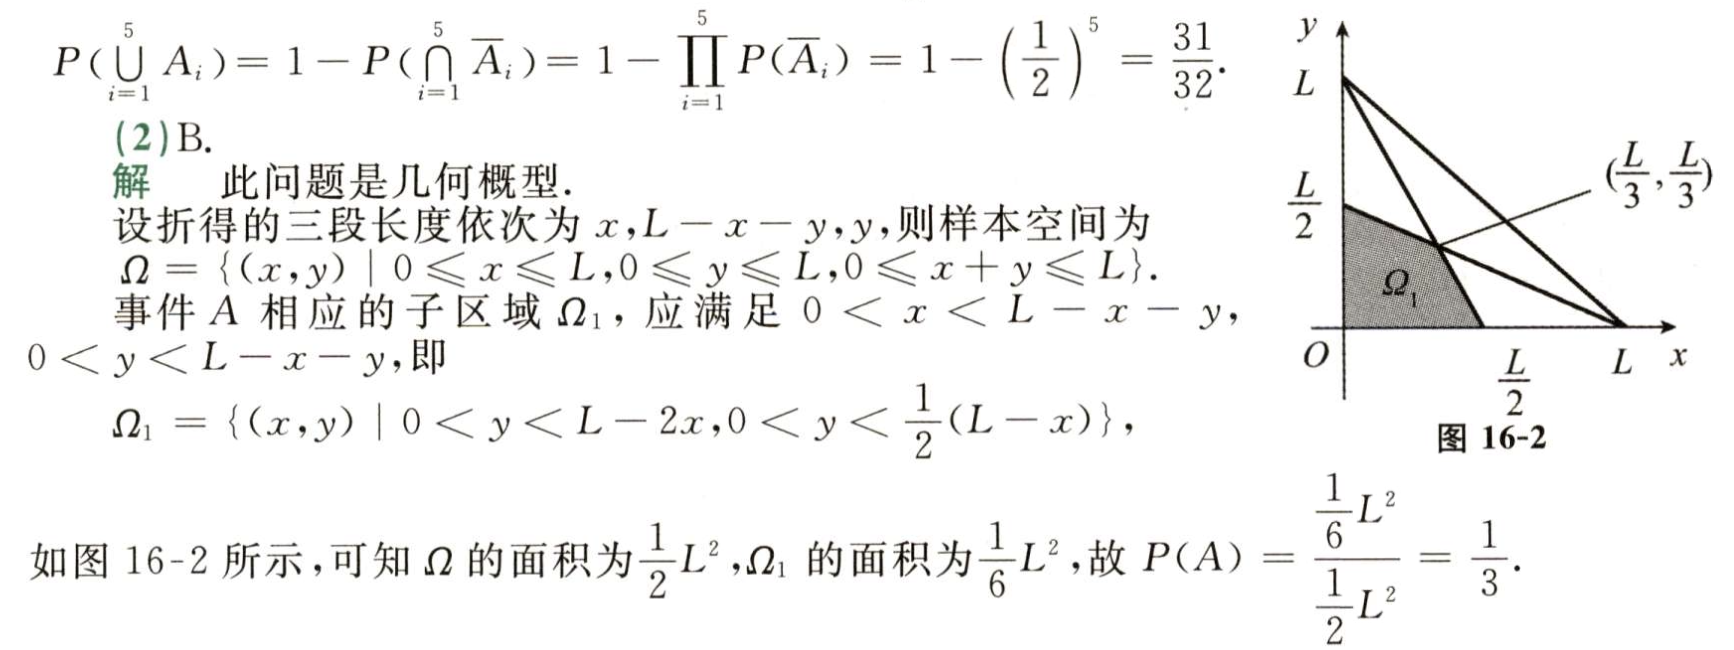 $P(\bigcup_{i=1}^{5} A_i) = 1 - P(\bigcap_{i=1}^{5} \overline{A}_i) = 1 - \prod_{i=1}^{5} P(\overline{A}_i) = 1 - \left(\frac{1}{2}\right)^5 = \frac{31}{32}.$
(2)B.
解 此问题是几何概型.
设折得的三段长度依次为 $x, L-x-y, y$,则样本空间为
$\Omega = \{(x,y) \mid 0 \leqslant x \leqslant L, 0 \leqslant y \leqslant L, 0 \leqslant x+y \leqslant L\}.$
事件 $A$ 相应的子区域 $\Omega_1$, 应满足 $0 < x < L-x-y,$
$0 < y < L-x-y$,即
$\Omega_1 = \{(x,y) \mid 0 < y < L-2x, 0 < y < \frac{1}{2}(L-x)\},$
如图 16-2 所示,可知 $\Omega$ 的面积为$\frac{1}{2}L^2$,$\Omega_1$ 的面积为$\frac{1}{6}L^2$,故 $P(A) = \frac{\frac{1}{6}L^2}{\frac{1}{2}L^2} = \frac{1}{3}.$
$y$
$L$
$\left(\frac{L}{3}, \frac{L}{3}\right)$
$\frac{L}{2}$
$\Omega_1$
$O$ $\frac{L}{2}$ $L$ $x$
图 16-2